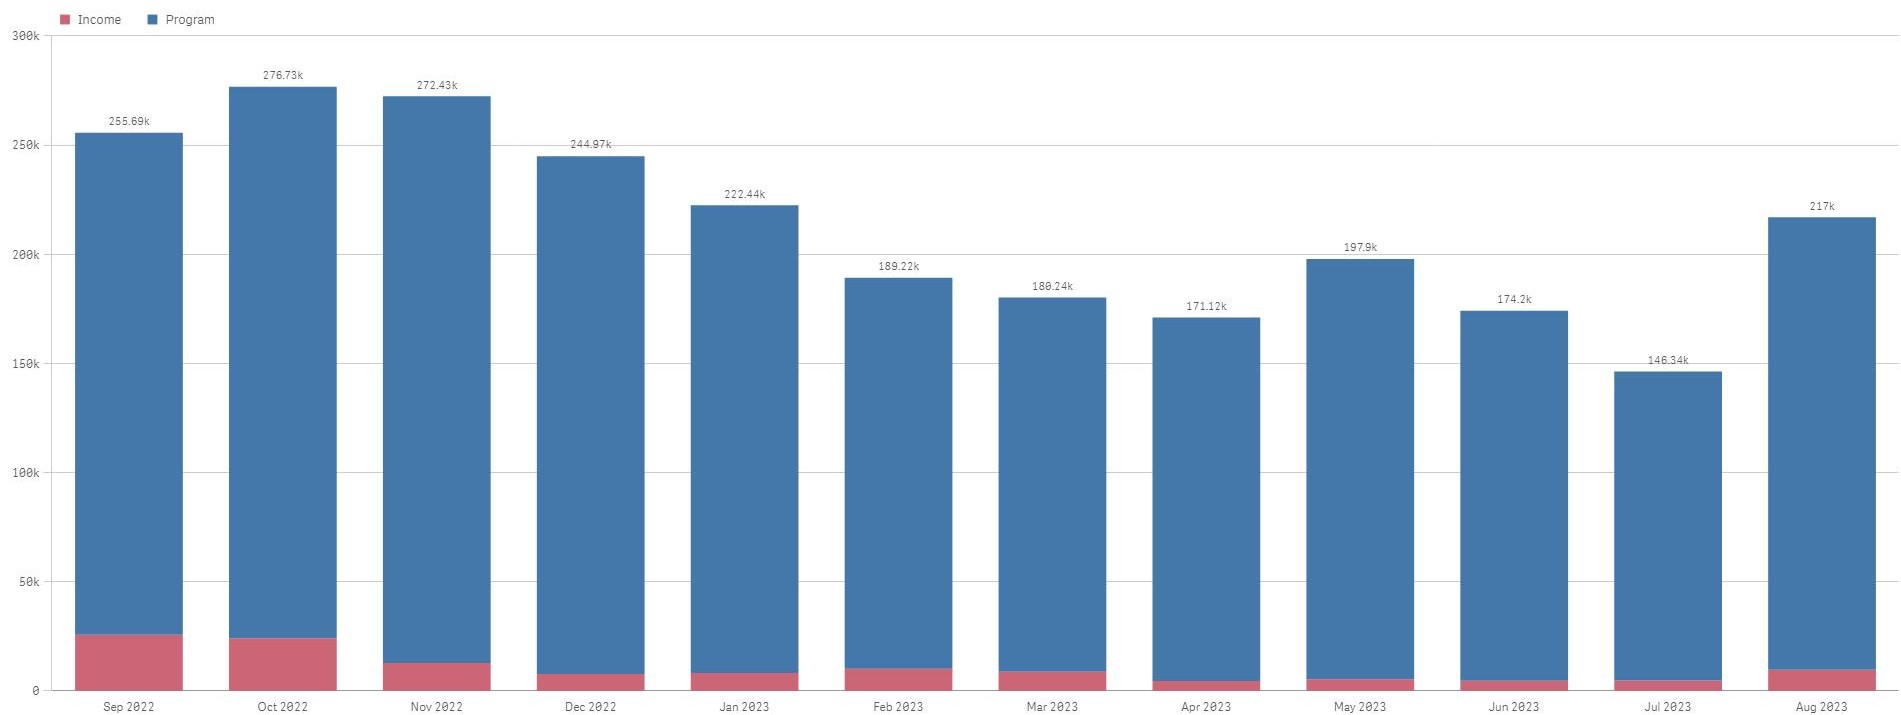 Income Program
300k
250k
200k
150k
100k
50k
0
255.69k
276.73k
272.43k
244.97k
222.44k
189.22k
180.24k
171.12k
197.9k
174.2k
146.34k
217k
Sep 2022 Oct 2022 Nov 2022 Dec 2022 Jan 2023 Feb 2023 Mar 2023 Apr 2023 May 2023 Jun 2023 Jul 2023 Aug 2023